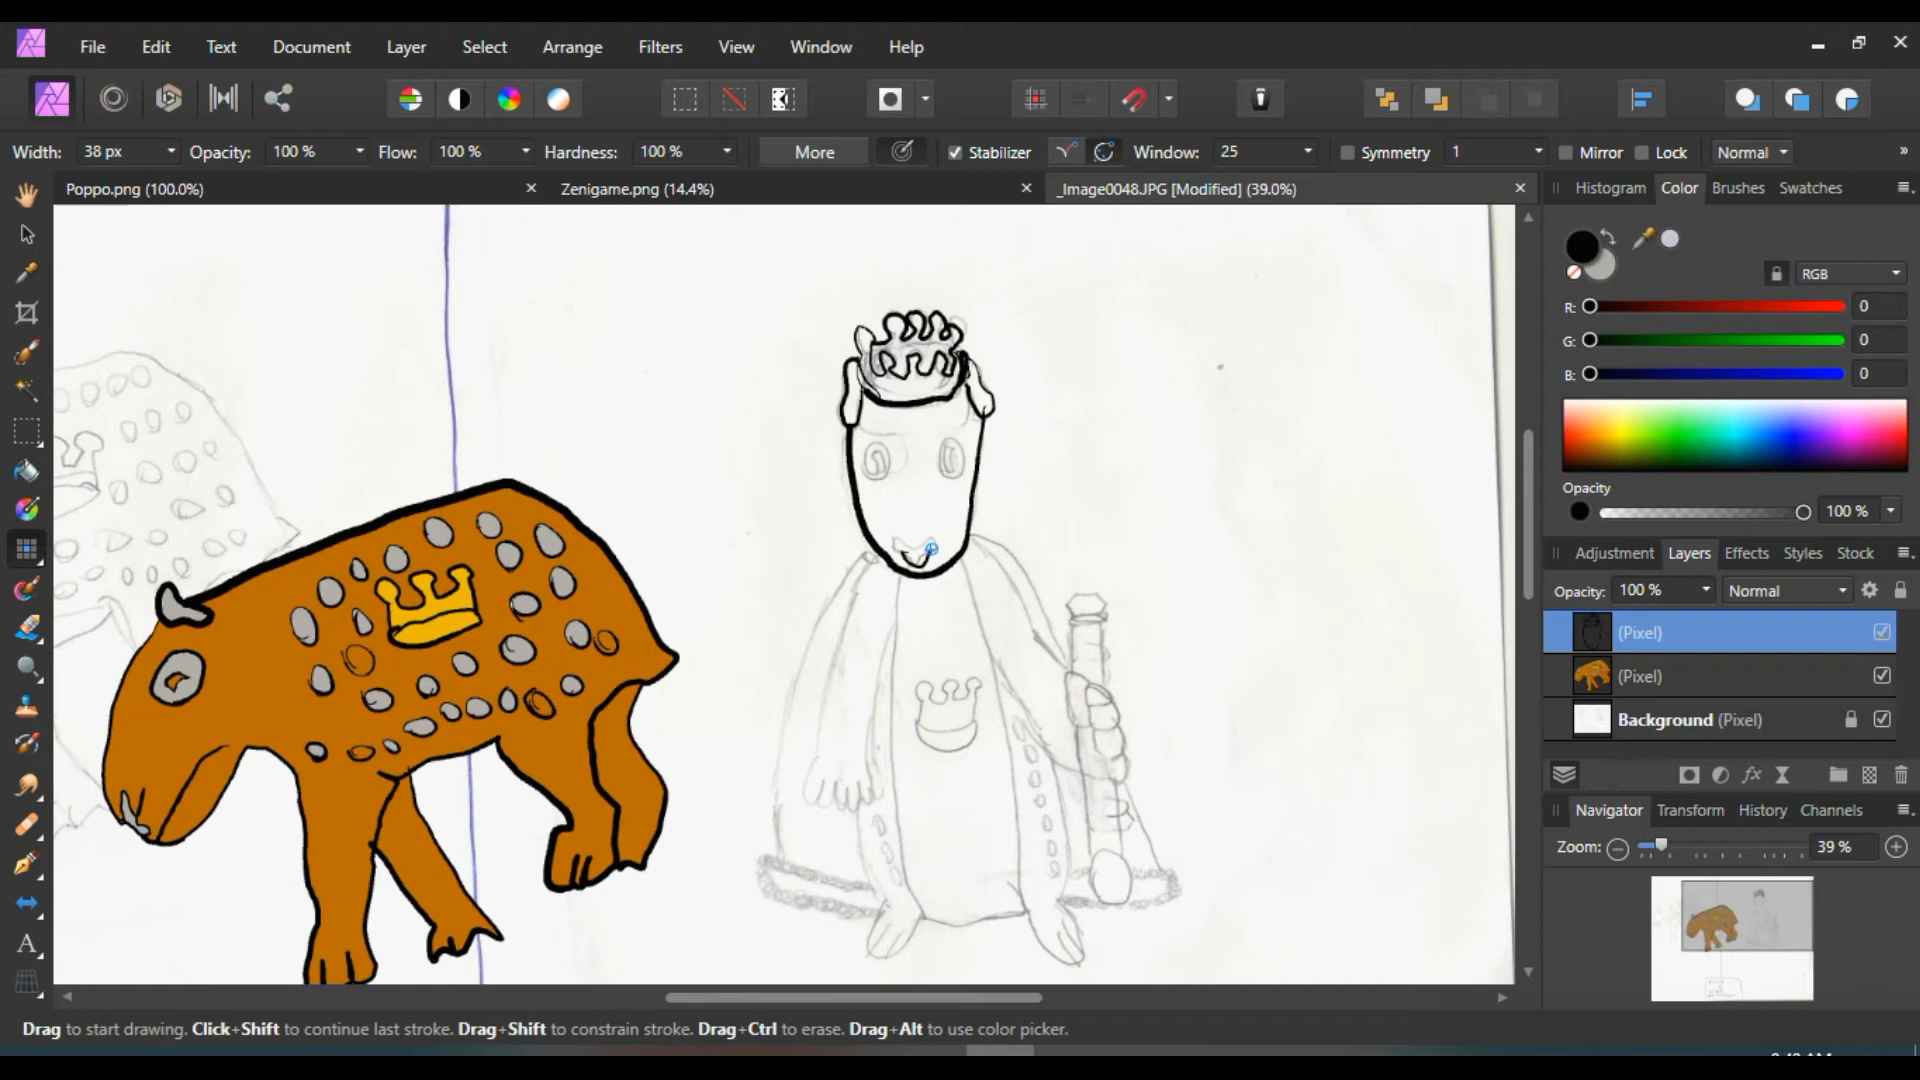 File Edit Text Document Layer Select Arrange Filters View Window Help
Width: 38 px Opacity: 100 % Flow: 100 % Hardness: 100 % More Stabilizer Window: 25 Symmetry 1 Mirror Lock Normal »
Poppo.png (100.0%) Zenigame.png (14.4%) _Image0048.JPG [Modified] (39.0%)
Histogram Color Brushes Swatches
RGB
R: 0
G: 0
B: 0
Opacity
100 %
Adjustment Layers Effects Styles Stock
Opacity: 100 % Normal
(Pixel)
(Pixel)
Background (Pixel)
Navigator Transform History Channels
Zoom: 39 %
Drag to start drawing. Click+Shift to continue last stroke. Drag+Shift to constrain stroke. Drag+Ctrl to erase. Drag+Alt to use color picker.